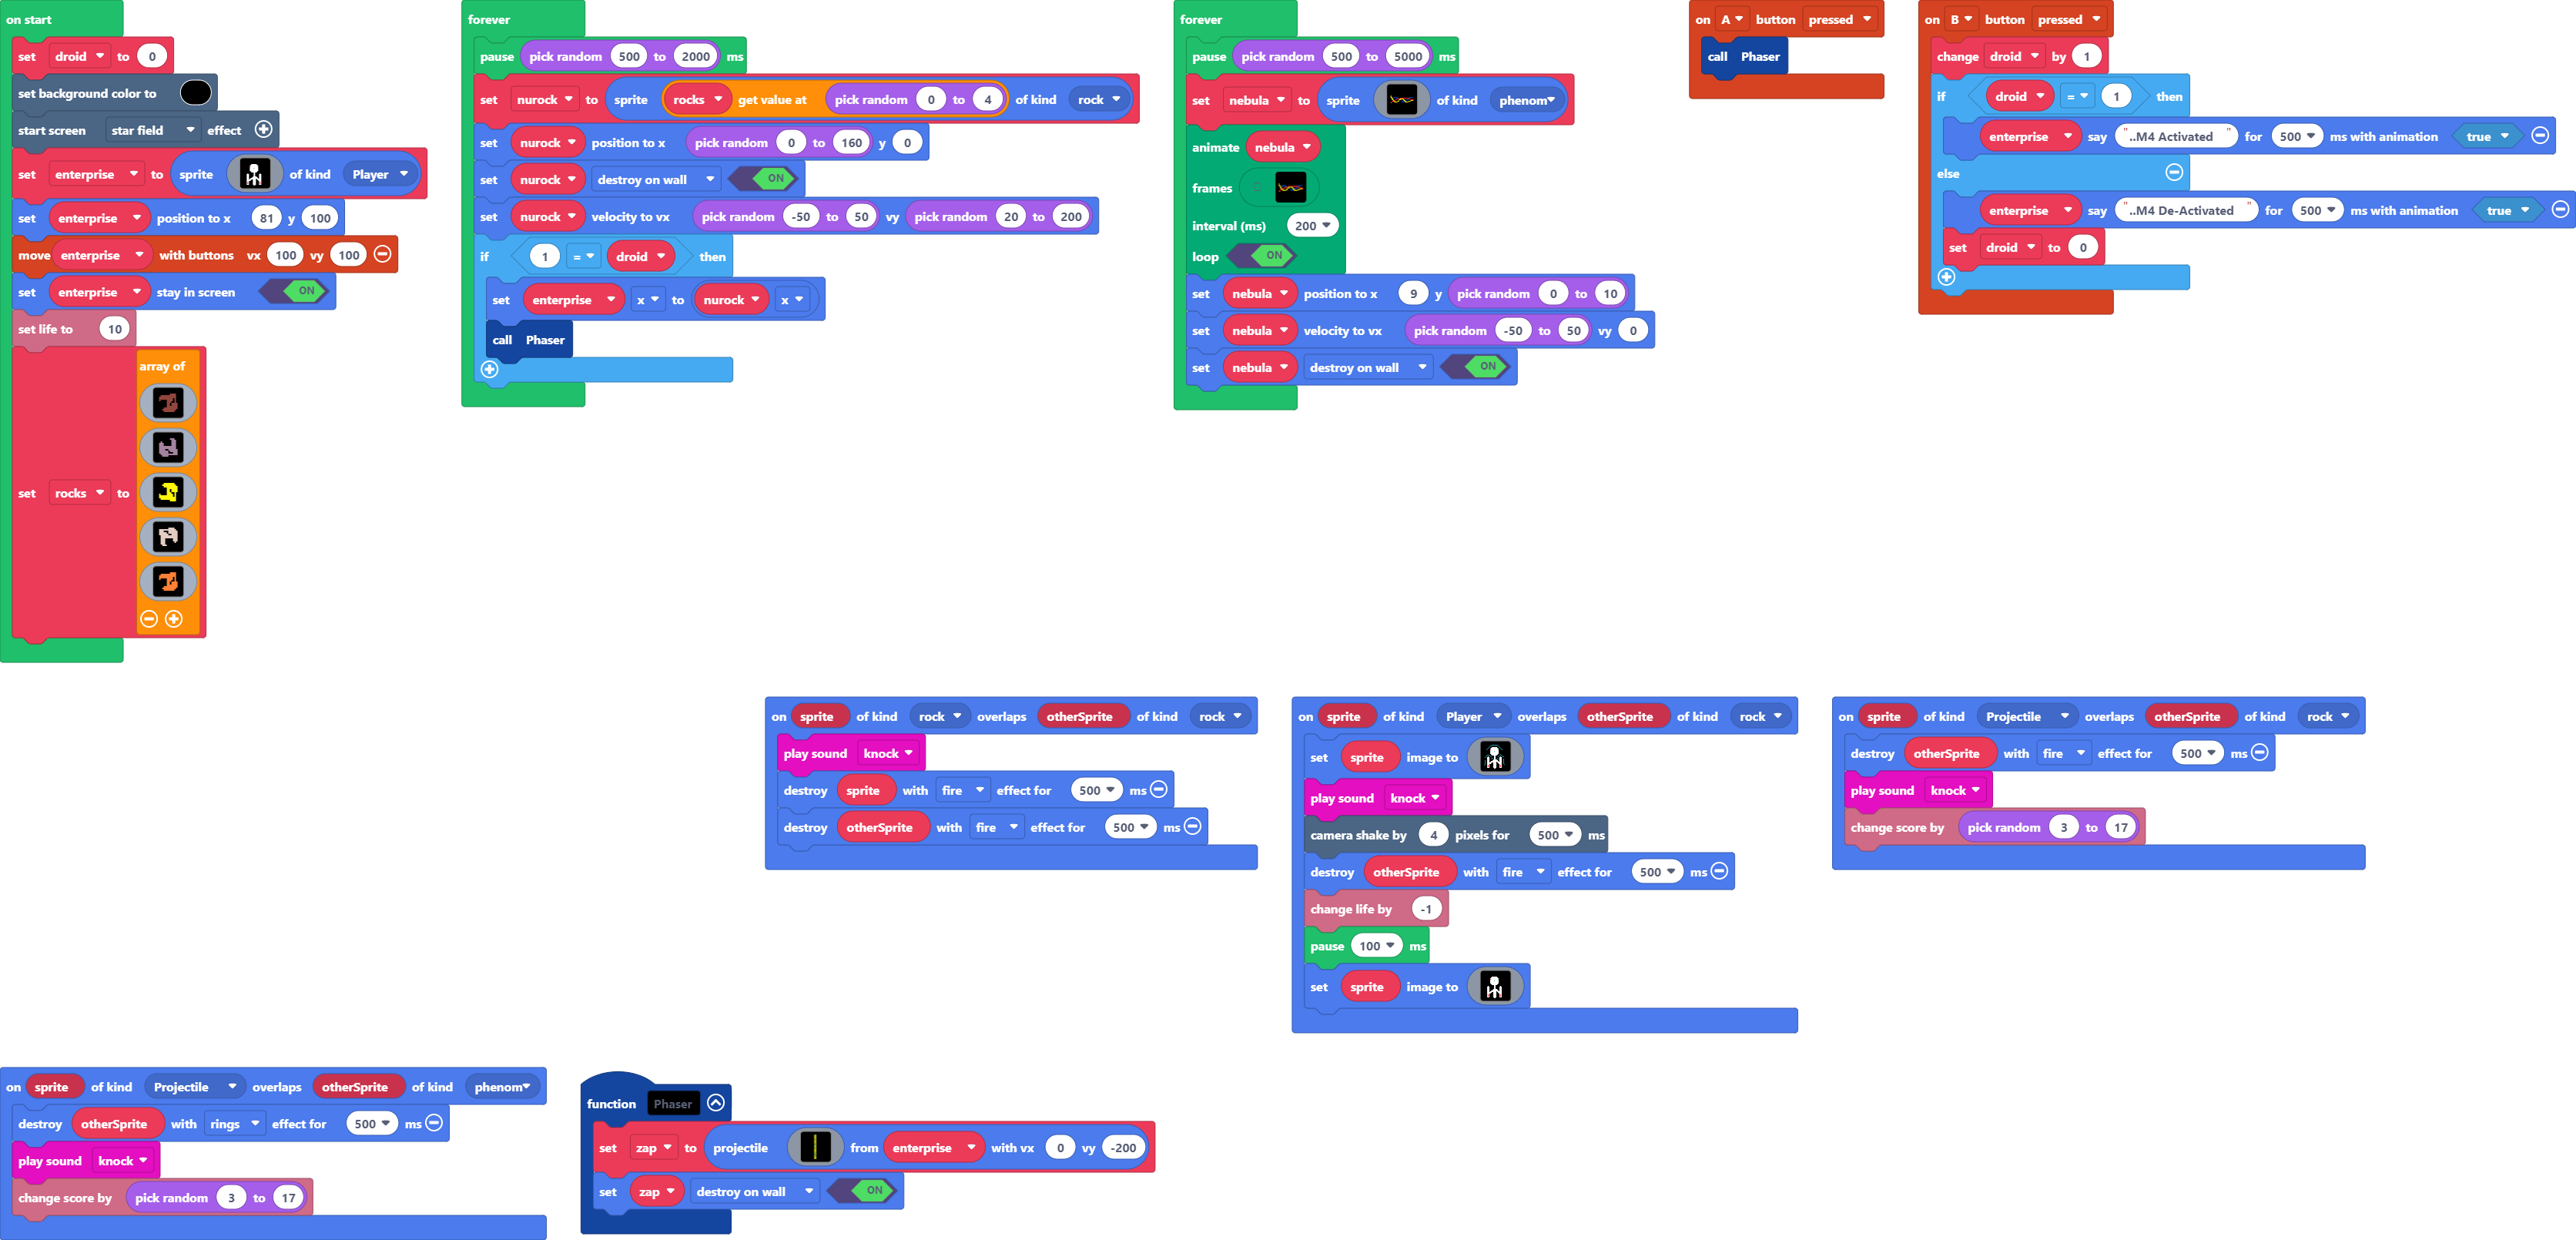 on start
set droid to 0
set background color to
start screen star field effect
set enterprise to sprite of kind Player
set enterprise position to x 81 y 100
move enterprise with buttons vx 100 vy 100
set enterprise stay in screen ON
set life to 10
set rocks to array of
forever
pause pick random 500 to 2000 ms
set nurock to sprite rocks get value at pick random 0 to 4 of kind rock
set nurock position to x pick random 0 to 160 y 0
set nurock destroy on wall ON
set nurock velocity to vx pick random -50 to 50 vy pick random 20 to 200
if 1 = droid then
set enterprise x to nurock x
call Phaser
forever
pause pick random 500 to 5000 ms
set nebula to sprite of kind phenom
animate nebula
frames
interval (ms) 200
loop ON
set nebula position to x 9 y pick random 0 to 10
set nebula velocity to vx pick random -50 to 50 vy 0
set nebula destroy on wall ON
on A button pressed
call Phaser
on B button pressed
change droid by 1
if droid = 1 then
enterprise say "..M4 Activated " for 500 ms with animation true
else
enterprise say "..M4 De-Activated " for 500 ms with animation true
set droid to 0
on sprite of kind rock overlaps otherSprite of kind rock
play sound knock
destroy sprite with fire effect for 500 ms
destroy otherSprite with fire effect for 500 ms
on sprite of kind Player overlaps otherSprite of kind rock
set sprite image to
play sound knock
camera shake by 4 pixels for 500 ms
destroy otherSprite with fire effect for 500 ms
change life by -1
pause 100 ms
set sprite image to
on sprite of kind Projectile overlaps otherSprite of kind rock
destroy otherSprite with fire effect for 500 ms
play sound knock
change score by pick random 3 to 17
on sprite of kind Projectile overlaps otherSprite of kind phenom
destroy otherSprite with rings effect for 500 ms
play sound knock
change score by pick random 3 to 17
function Phaser
set zap to projectile from enterprise with vx 0 vy -200
set zap destroy on wall ON